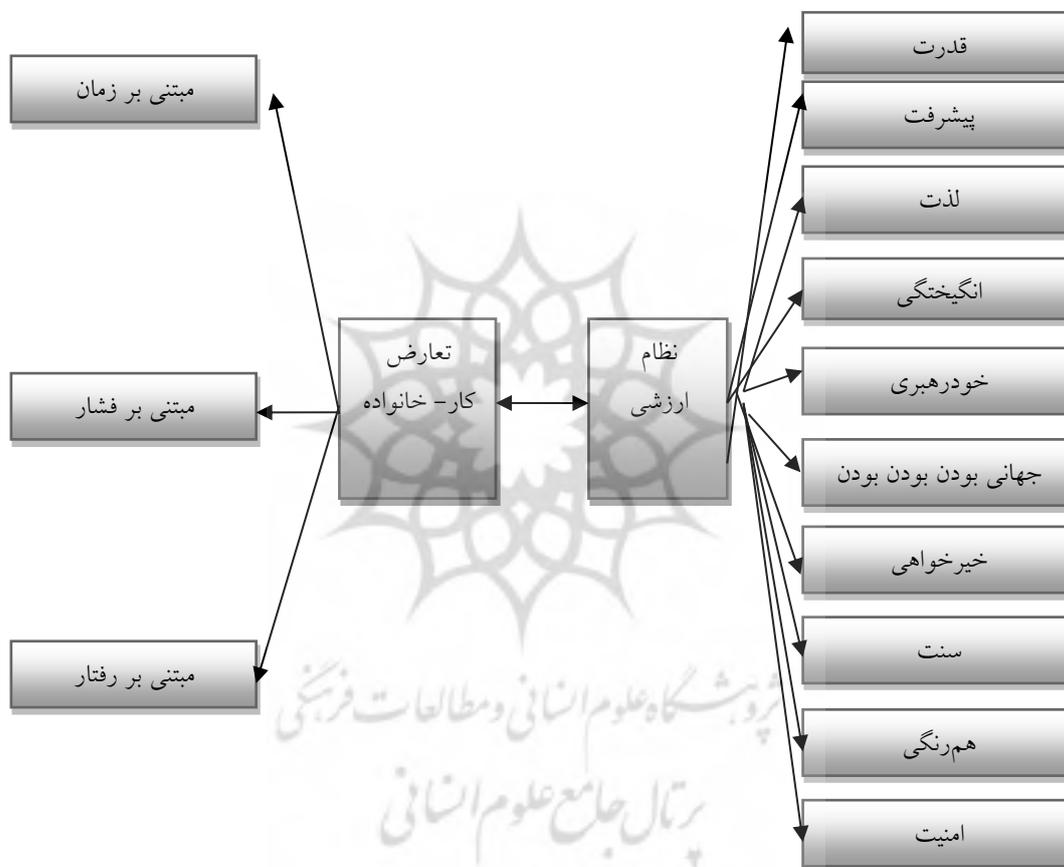 قدرت
پیشرفت
لذت
انگیختگی
خودرهبری
جهانی بودن بودن بودن
خیرخواهی
سنت
هم‌رنگی
امنیت
نظام
ارزشی
تعارض
کار- خانواده
مبتنی بر زمان
مبتنی بر فشار
مبتنی بر رفتار
پژوهشگاه علوم انسانی و مطالعات فرهنگی
پرتال جامع علوم انسانی